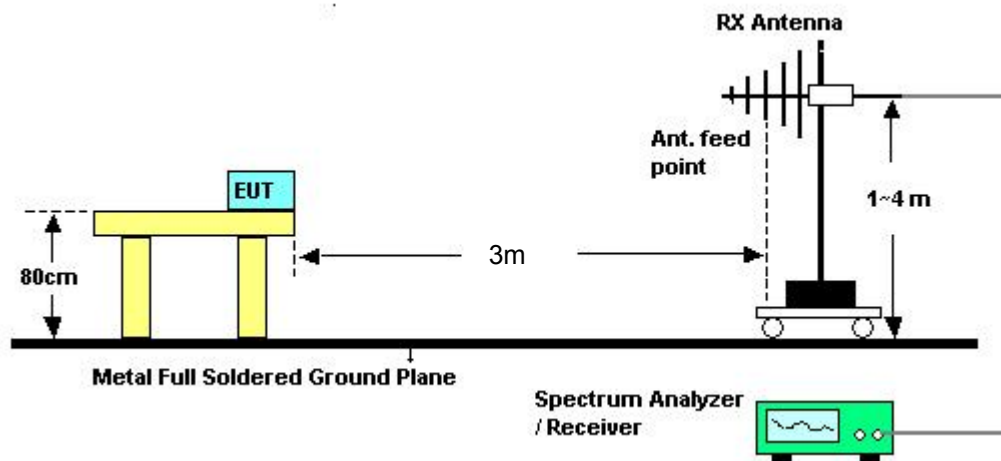 RX Antenna
Ant. feed
point
EUT
1~4 m
3m
80cm
Metal Full Soldered Ground Plane
Spectrum Analyzer
/ Receiver